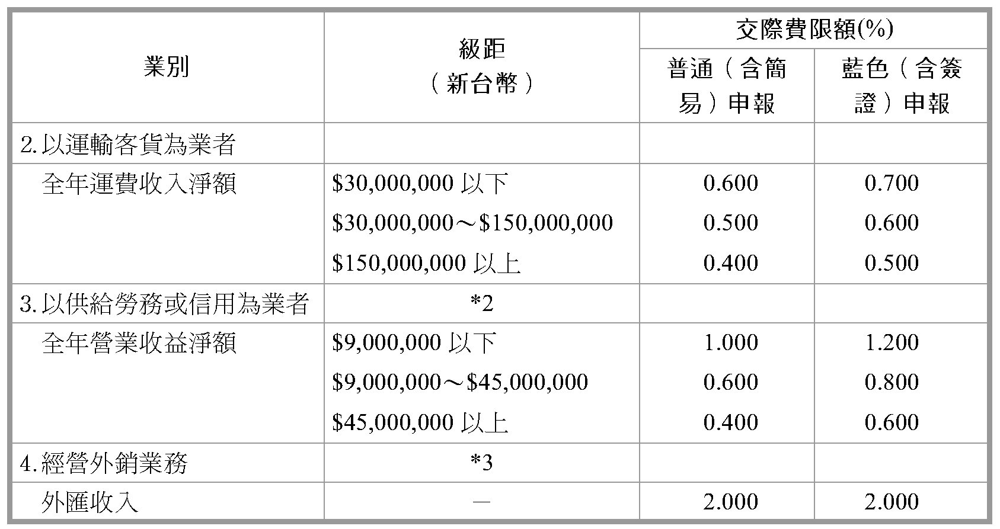 業別
級距
（新台幣）
交際費限額(%)
普通（含簡
易）申報
藍色（含簽
證）申報
2.以運輸客貨為業者
全年運費收入淨額 $30,000,000 以下 0.600 0.700
$30,000,000～$150,000,000 0.500 0.600
$150,000,000 以上 0.400 0.500
3.以供給勞務或信用為業者 *2
全年營業收益淨額 $9,000,000 以下 1.000 1.200
$9,000,000～$45,000,000 0.600 0.800
$45,000,000 以上 0.400 0.600
4.經營外銷業務 *3
外匯收入 － 2.000 2.000